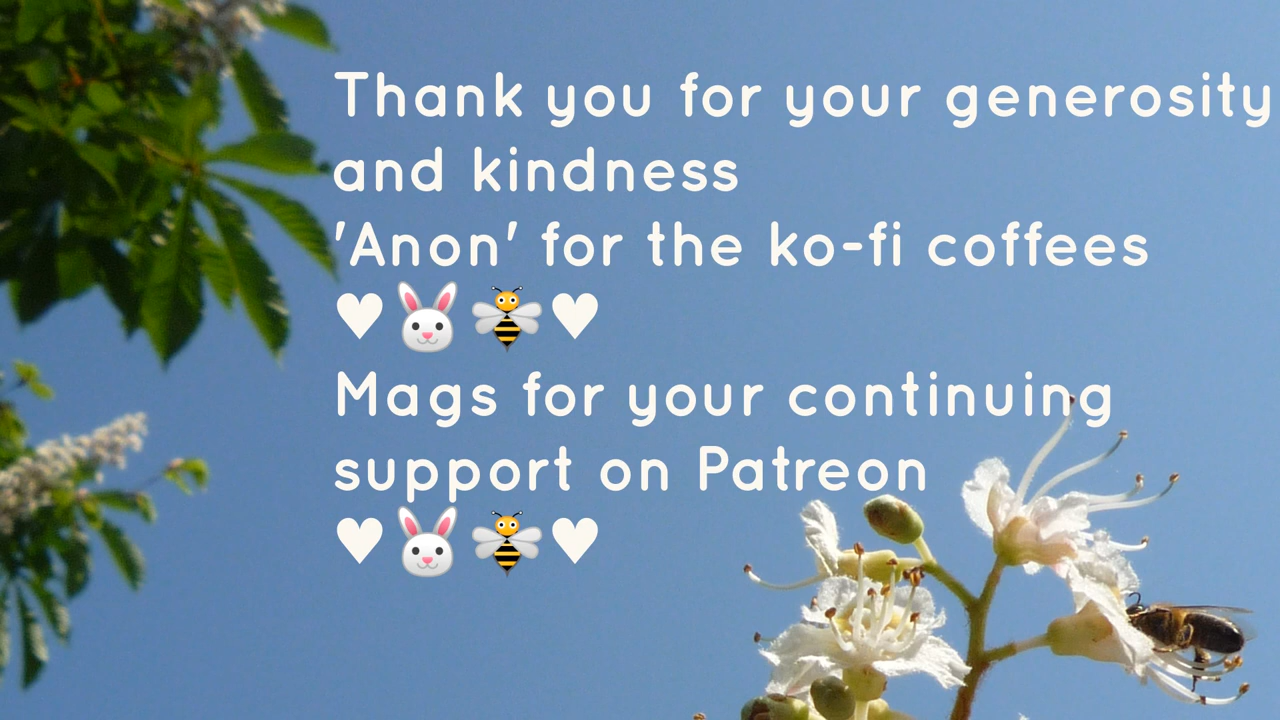 Thank you for your generosity
and kindness
'Anon' for the ko-fi coffees
♥🐰🐝♥
Mags for your continuing
support on Patreon
♥🐰🐝♥